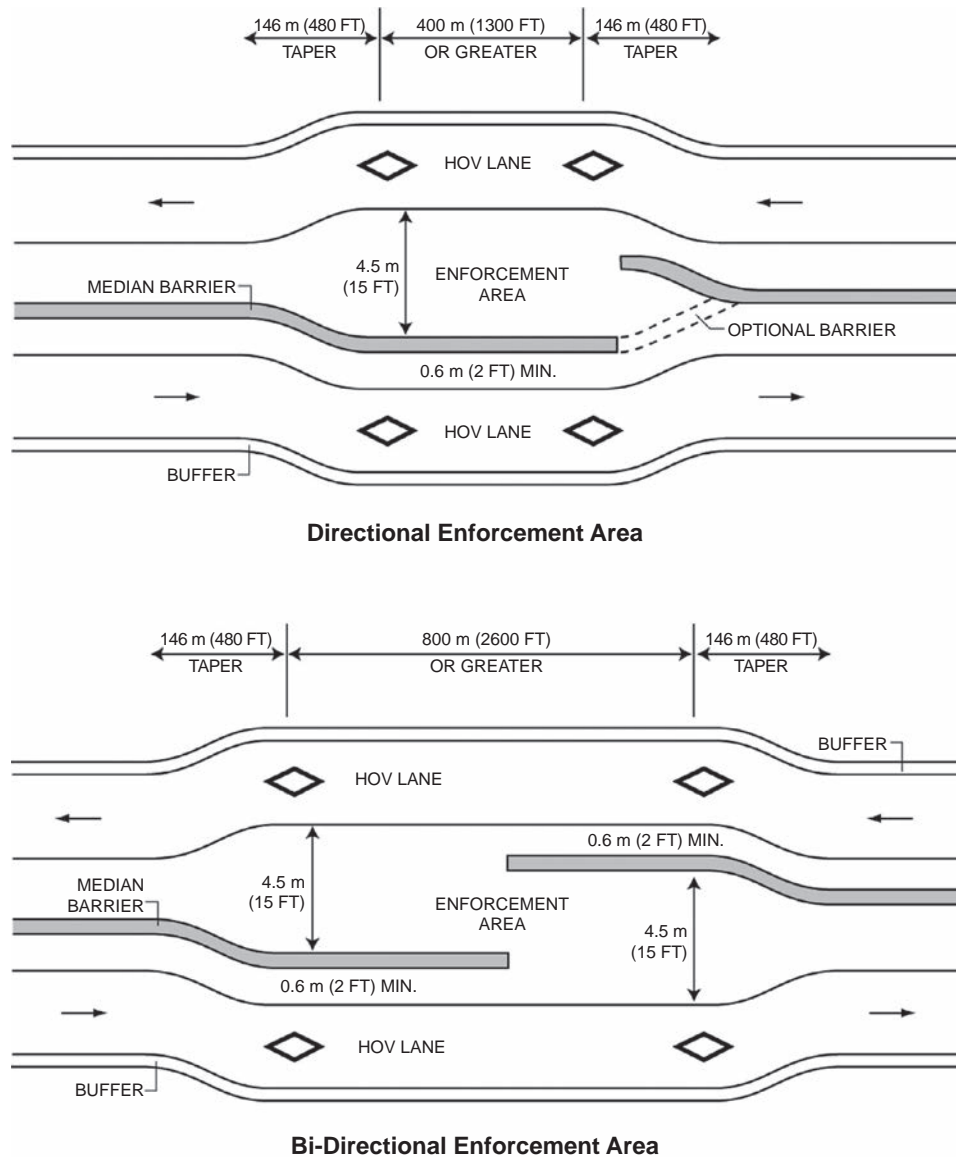 146 m (480 FT)
TAPER
400 m (1300 FT)
OR GREATER
146 m (480 FT)
TAPER
HOV LANE
4.5 m
(15 FT)
ENFORCEMENT
AREA
MEDIAN BARRIER
OPTIONAL BARRIER
0.6 m (2 FT) MIN.
HOV LANE
BUFFER
Directional Enforcement Area
146 m (480 FT)
TAPER
800 m (2600 FT)
OR GREATER
146 m (480 FT)
TAPER
BUFFER
HOV LANE
0.6 m (2 FT) MIN.
4.5 m
(15 FT)
MEDIAN
BARRIER
ENFORCEMENT
AREA
4.5 m
(15 FT)
0.6 m (2 FT) MIN.
HOV LANE
BUFFER
Bi-Directional Enforcement Area